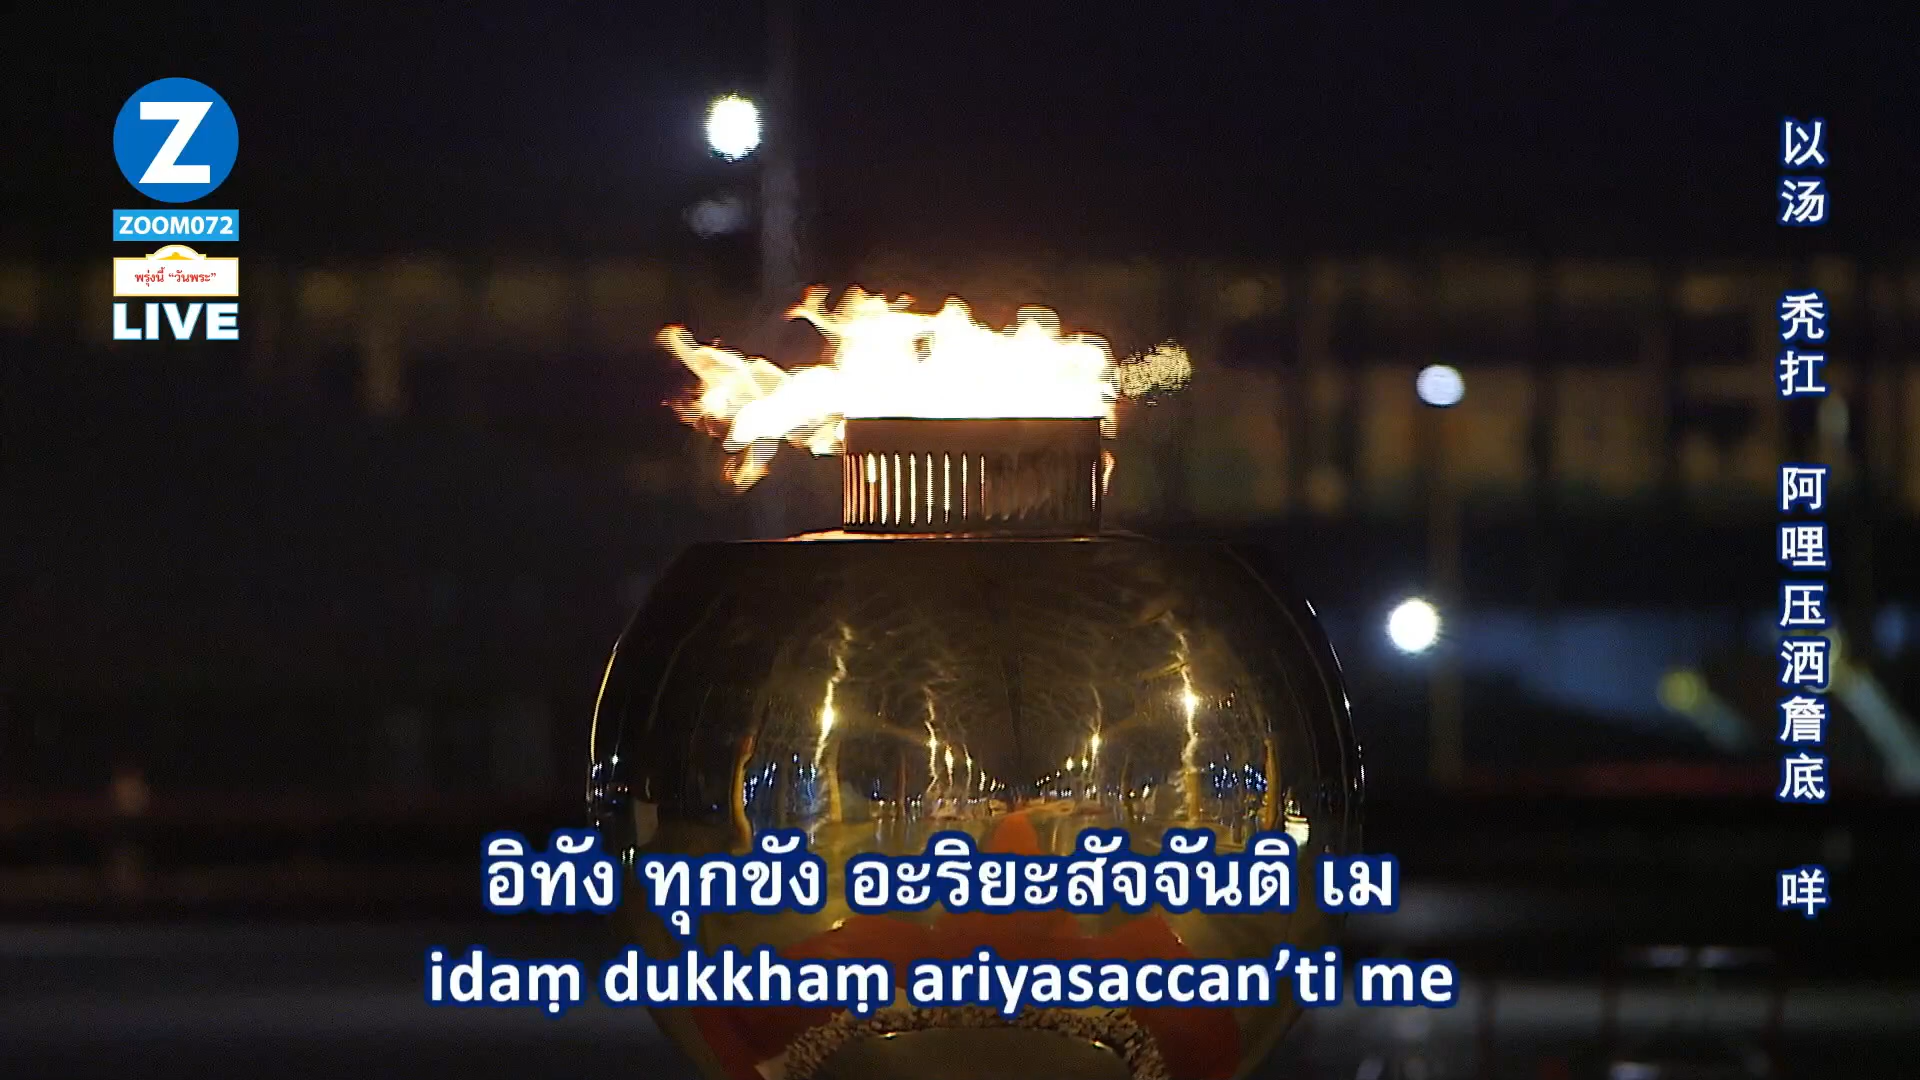 Z
ZOOM072
พรุ่งนี้ “วันพระ”
LIVE
以汤 秃扛 阿哩压洒詹底 咩
อิทัง ทุกขัง อะริยะสัจจันติ เม
idaṃ dukkhaṃ ariyasaccan’ti me